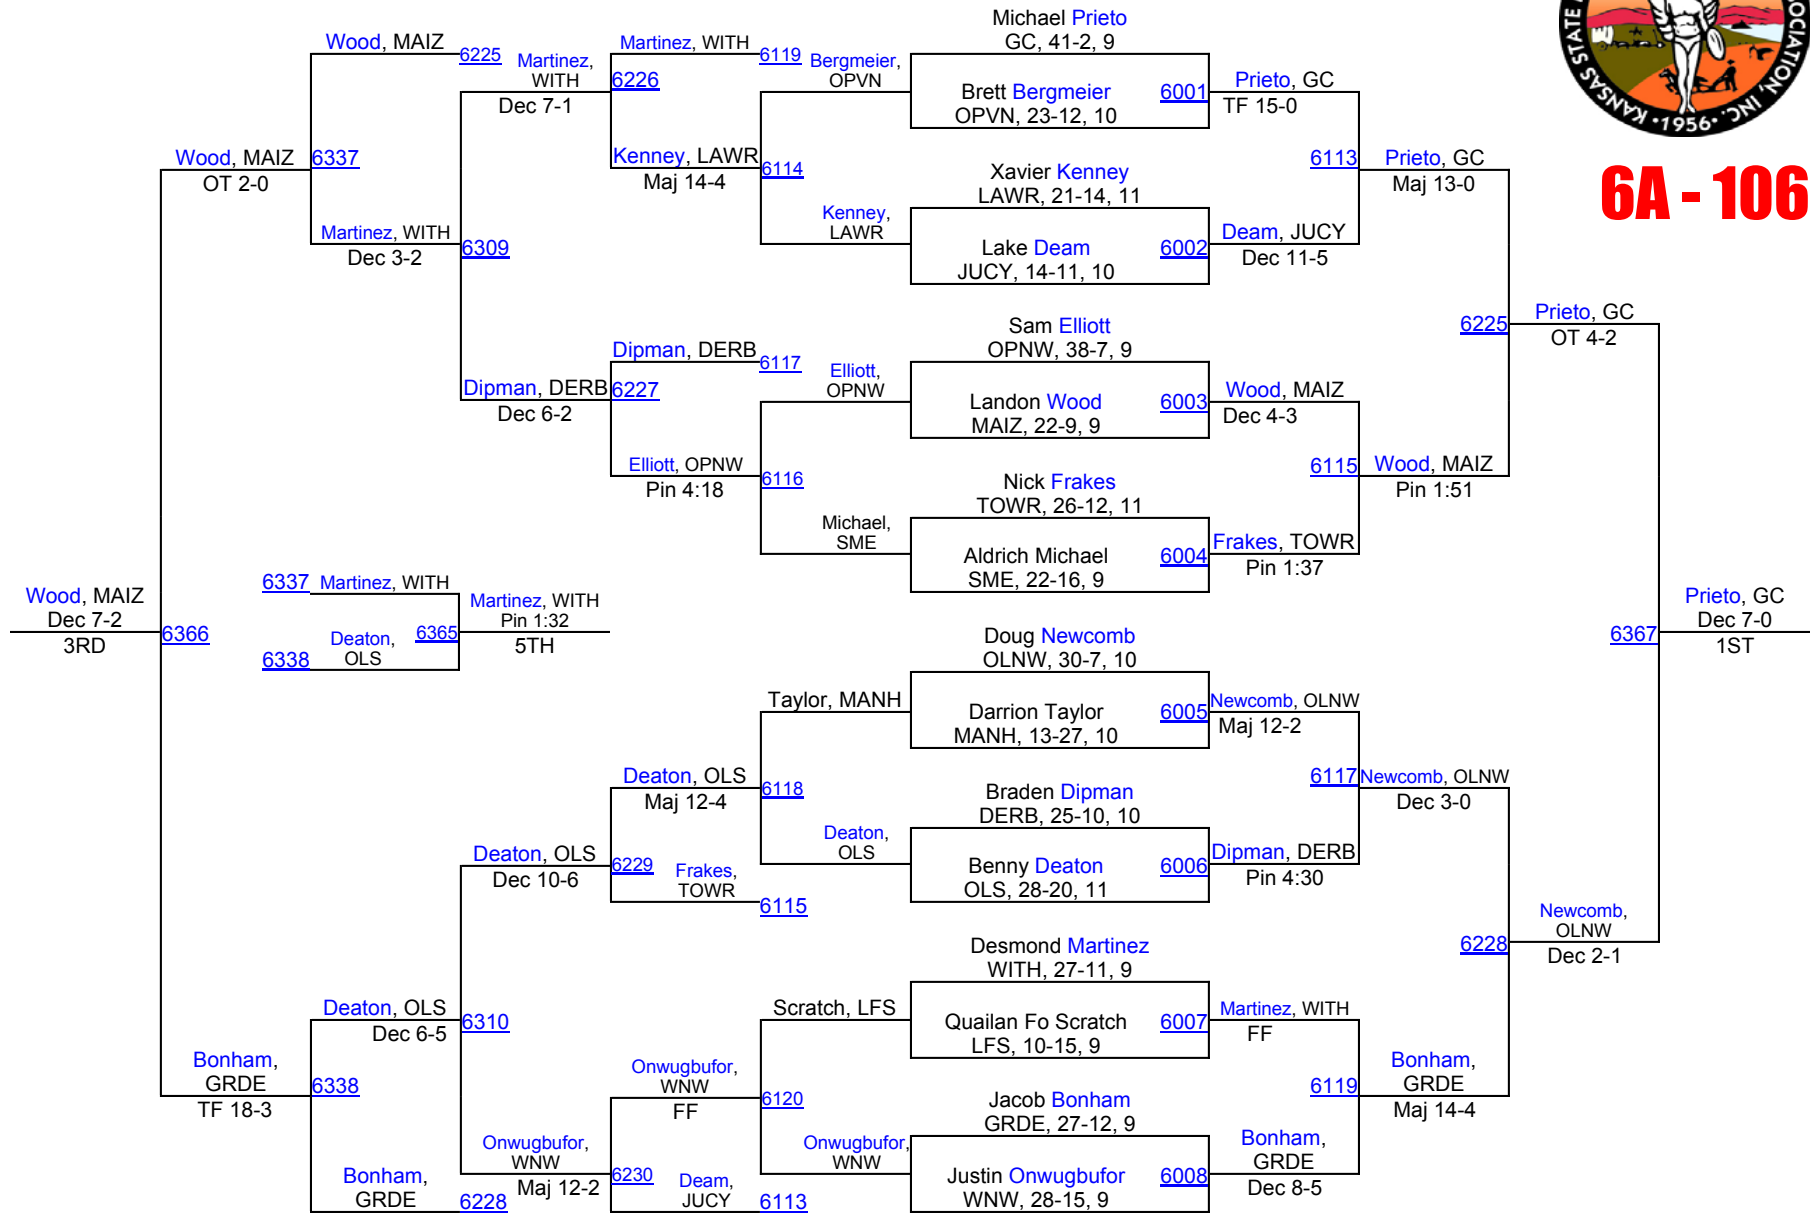 Michael Prieto
GC, 41-2, 9
Wood, MAIZ
6225
Martinez,
WITH
Dec 7-1
Martinez, WITH
6119
6226
Bergmeier,
OPVN
Brett Bergmeier
OPVN, 23-12, 10
6001
Prieto, GC
TF 15-0
KANSAS STATE
OCIATION, INC.
•1956•
6A - 106
Wood, MAIZ
OT 2-0
6337
Kenney, LAWR
Maj 14-4
6114
Xavier Kenney
LAWR, 21-14, 11
6113
Prieto, GC
Maj 13-0
Martinez, WITH
Dec 3-2
6309
Kenney,
LAWR
Lake Deam
JUCY, 14-11, 10
6002
Deam, JUCY
Dec 11-5
Sam Elliott
OPNW, 38-7, 9
6225
Prieto, GC
OT 4-2
Dipman, DERB
6117
Dipman, DERB
Dec 6-2
6227
Elliott,
OPNW
Landon Wood
MAIZ, 22-9, 9
6003
Wood, MAIZ
Dec 4-3
Elliott, OPNW
Pin 4:18
6116
Nick Frakes
TOWR, 26-12, 11
6115
Wood, MAIZ
Pin 1:51
Michael,
SME
Aldrich Michael
SME, 22-16, 9
6004
Frakes, TOWR
Pin 1:37
Wood, MAIZ
Dec 7-2
3RD
6366
6337
Martinez, WITH
Deaton,
OLS
6338
6365
Martinez, WITH
Pin 1:32
5TH
Doug Newcomb
OLNW, 30-7, 10
6367
Prieto, GC
Dec 7-0
1ST
Taylor, MANH
Darrion Taylor
MANH, 13-27, 10
6005
Newcomb, OLNW
Maj 12-2
Deaton, OLS
Maj 12-4
6118
Braden Dipman
DERB, 25-10, 10
6117
Newcomb, OLNW
Dec 3-0
Deaton, OLS
Dec 10-6
6229
Frakes,
TOWR
6115
Deaton,
OLS
Benny Deaton
OLS, 28-20, 11
6006
Dipman, DERB
Pin 4:30
Desmond Martinez
WITH, 27-11, 9
6228
Newcomb,
OLNW
Dec 2-1
Deaton, OLS
Dec 6-5
6310
Scratch, LFS
Quailan Fo Scratch
LFS, 10-15, 9
6007
Martinez, WITH
FF
Bonham,
GRDE
TF 18-3
6338
Onwugbufor,
WNW
FF
6120
Jacob Bonham
GRDE, 27-12, 9
6119
Bonham,
GRDE
Maj 14-4
Bonham,
GRDE
6228
Onwugbufor,
WNW
Maj 12-2
6230
Deam,
JUCY
6113
Onwugbufor,
WNW
Justin Onwugbufor
WNW, 28-15, 9
6008
Bonham,
GRDE
Dec 8-5